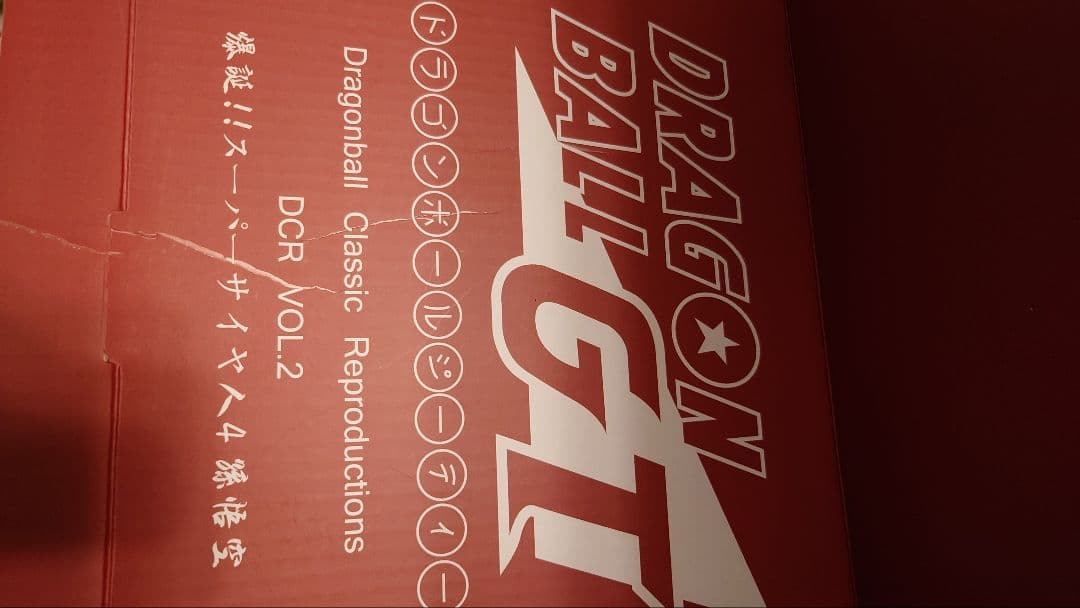 DRAGON
BALL
GT
ドラゴンボールジーティー
Dragonball Classic Reproductions
DCR VOL.2
爆誕!!スーパーサイヤ人4孫悟空